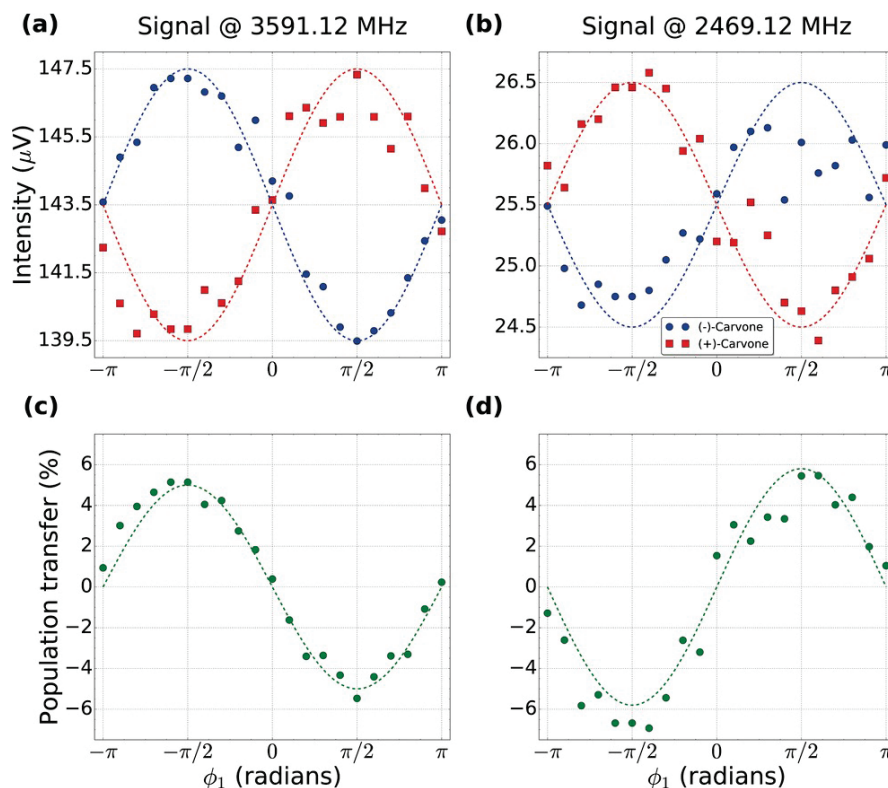 (a) Signal @ 3591.12 MHz
(b) Signal @ 2469.12 MHz
Intensity (μV)
147.5
145.5
143.5
141.5
139.5
−π −π/2 0 π/2 π
26.5
26.0
25.5
25.0
24.5
(-)-Carvone
(+)-Carvone
−π −π/2 0 π/2 π
(c)
(d)
Population transfer (%)
6
4
2
0
−2
−4
−6
−π −π/2 0 π/2 π
ϕ₁ (radians)
6
4
2
0
−2
−4
−6
−π −π/2 0 π/2 π
ϕ₁ (radians)